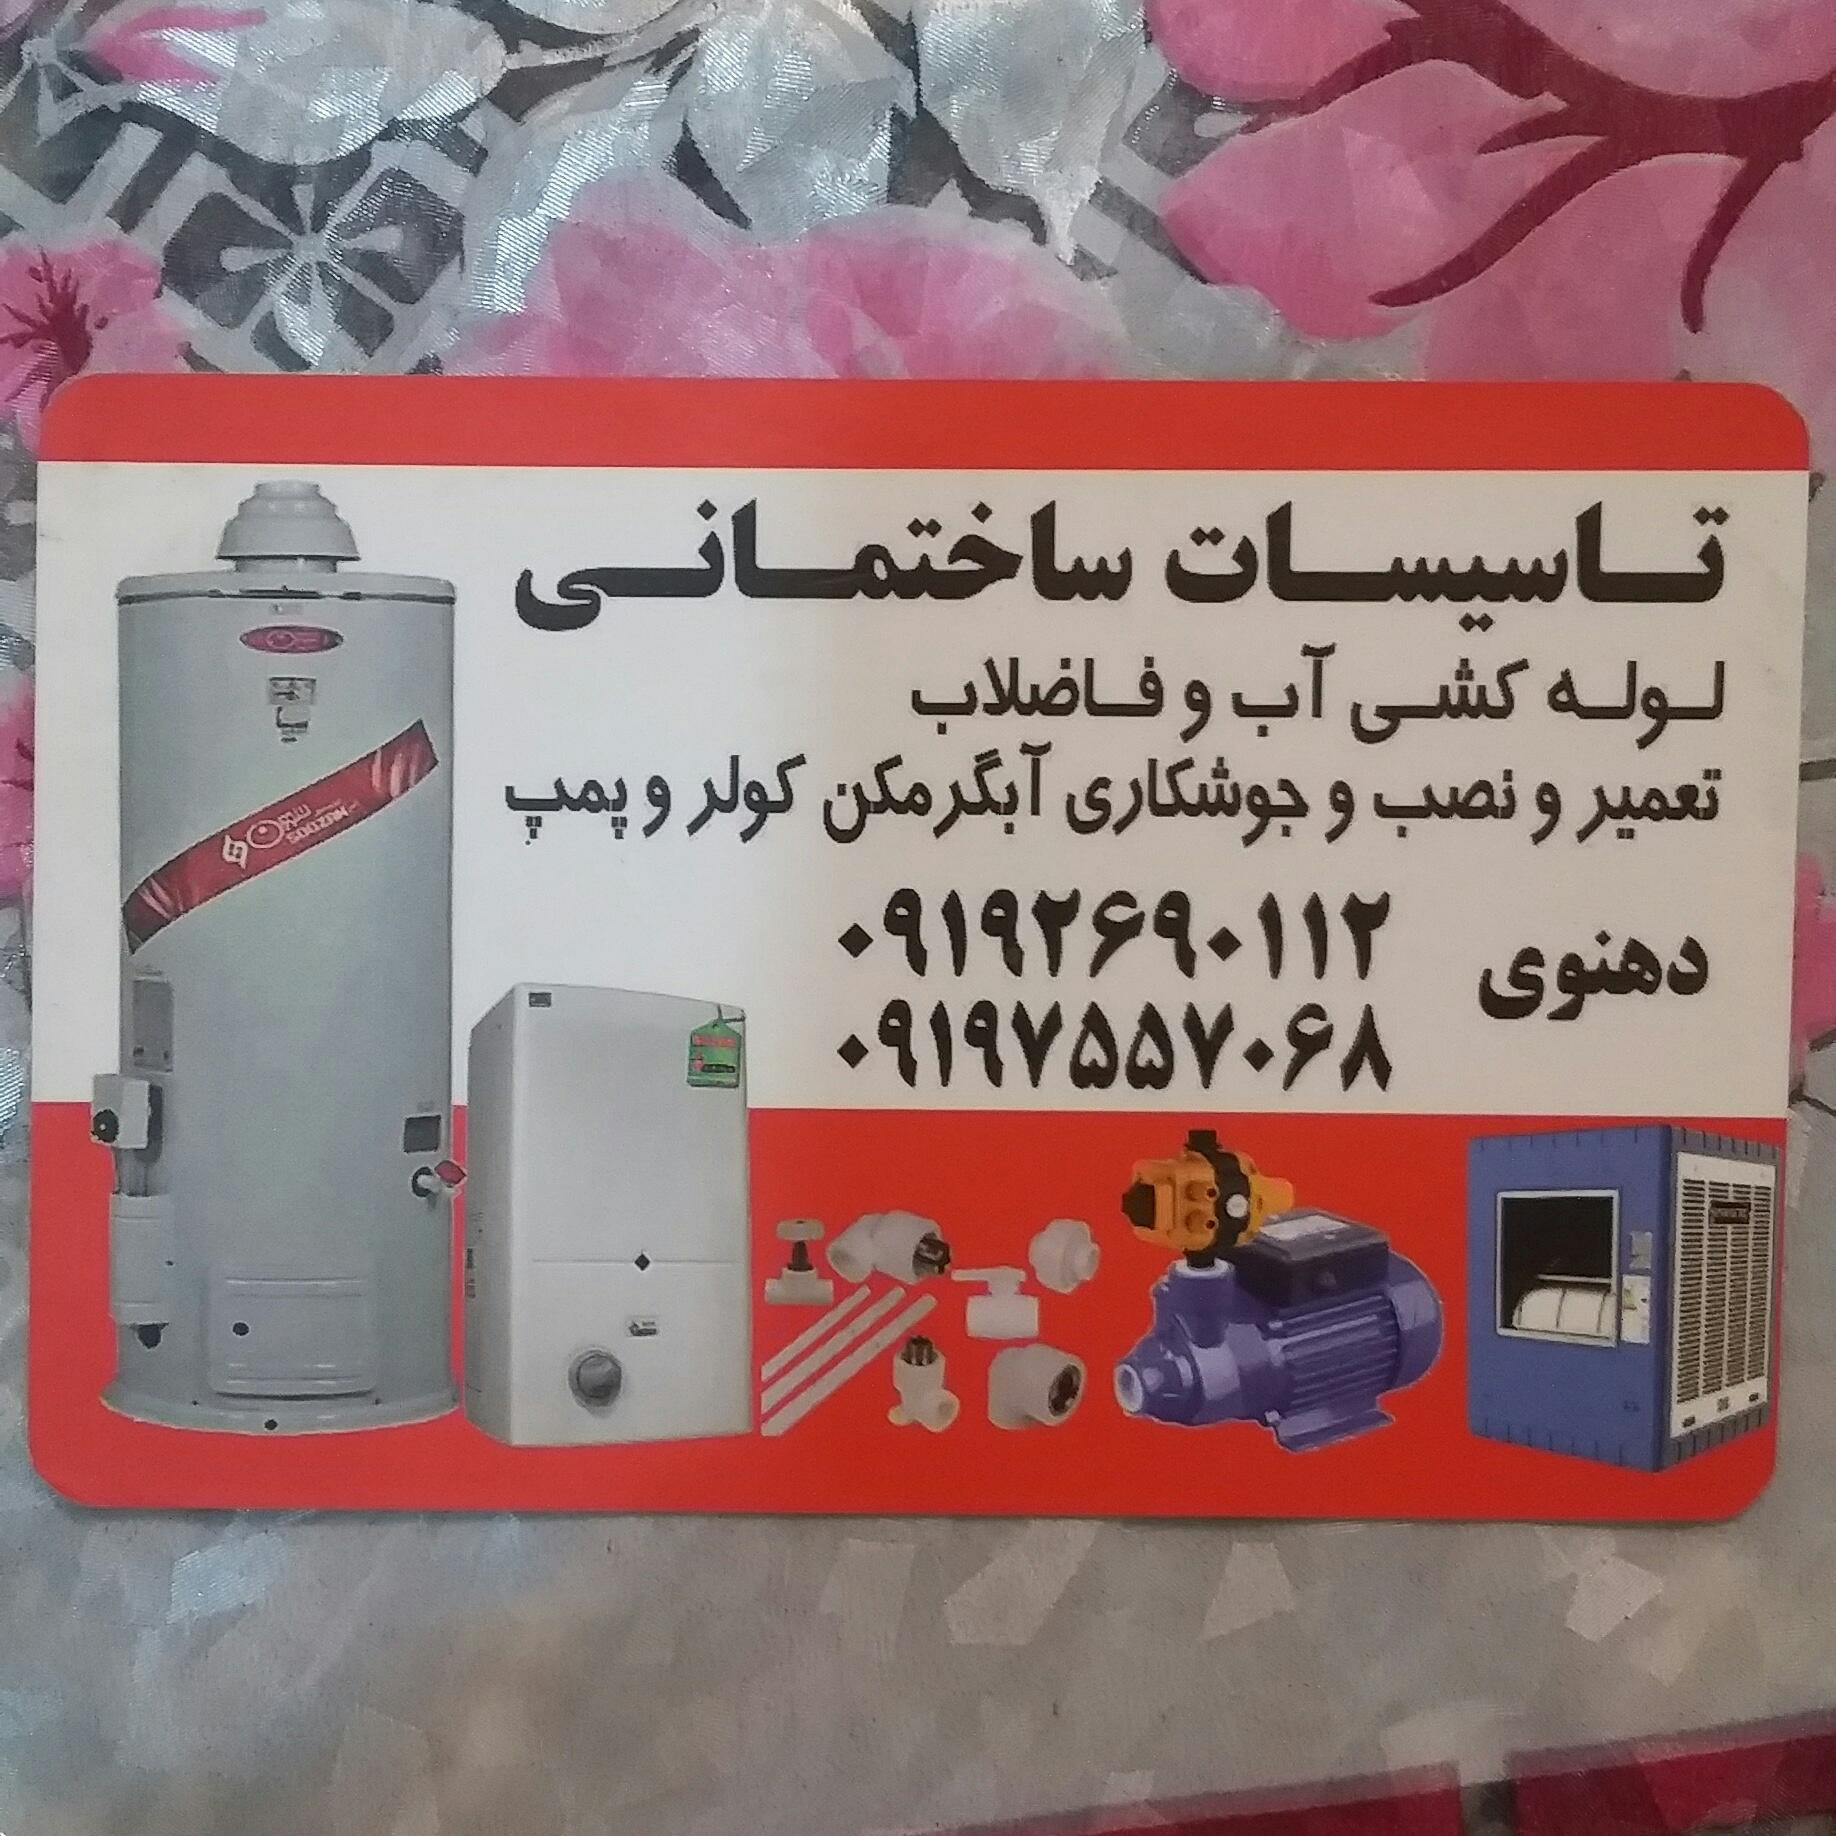 تاسیسات ساختمانی
لوله کشی آب و فاضلاب
تعمیر و نصب و جوشکاری آبگرمکن کولر و پمپ
دهنوی
۰۹۱۹۲۶۹۰۱۱۲
۰۹۱۹۷۵۵۷۰۶۸